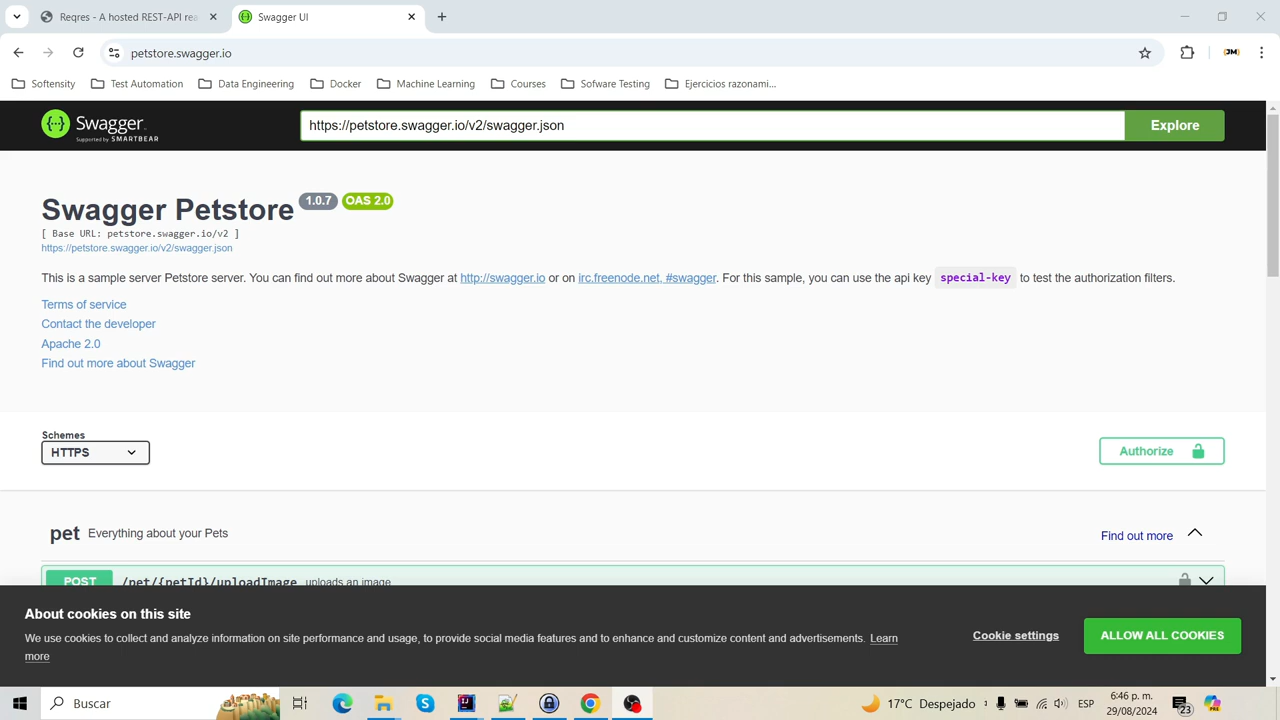 Reqres - A hosted REST-API rea
Swagger UI
petstore.swagger.io
JM
Softensity
Test Automation
Data Engineering
Docker
Machine Learning
Courses
Sofware Testing
Ejercicios razonami...
Swagger
Supported by SMARTBEAR
https://petstore.swagger.io/v2/swagger.json
Explore
Swagger Petstore 1.0.7 OAS 2.0
[ Base URL: petstore.swagger.io/v2 ]
https://petstore.swagger.io/v2/swagger.json
This is a sample server Petstore server. You can find out more about Swagger at http://swagger.io or on irc.freenode.net, #swagger. For this sample, you can use the api key special-key to test the authorization filters.
Terms of service
Contact the developer
Apache 2.0
Find out more about Swagger
Schemes
HTTPS
Authorize
pet Everything about your Pets
Find out more
POST /pet/{petId}/uploadImage uploads an image
About cookies on this site
We use cookies to collect and analyze information on site performance and usage, to provide social media features and to enhance and customize content and advertisements. Learn
more
Cookie settings
ALLOW ALL COOKIES
Buscar
17°C Despejado
ESP
6:46 p. m.
29/08/2024
23